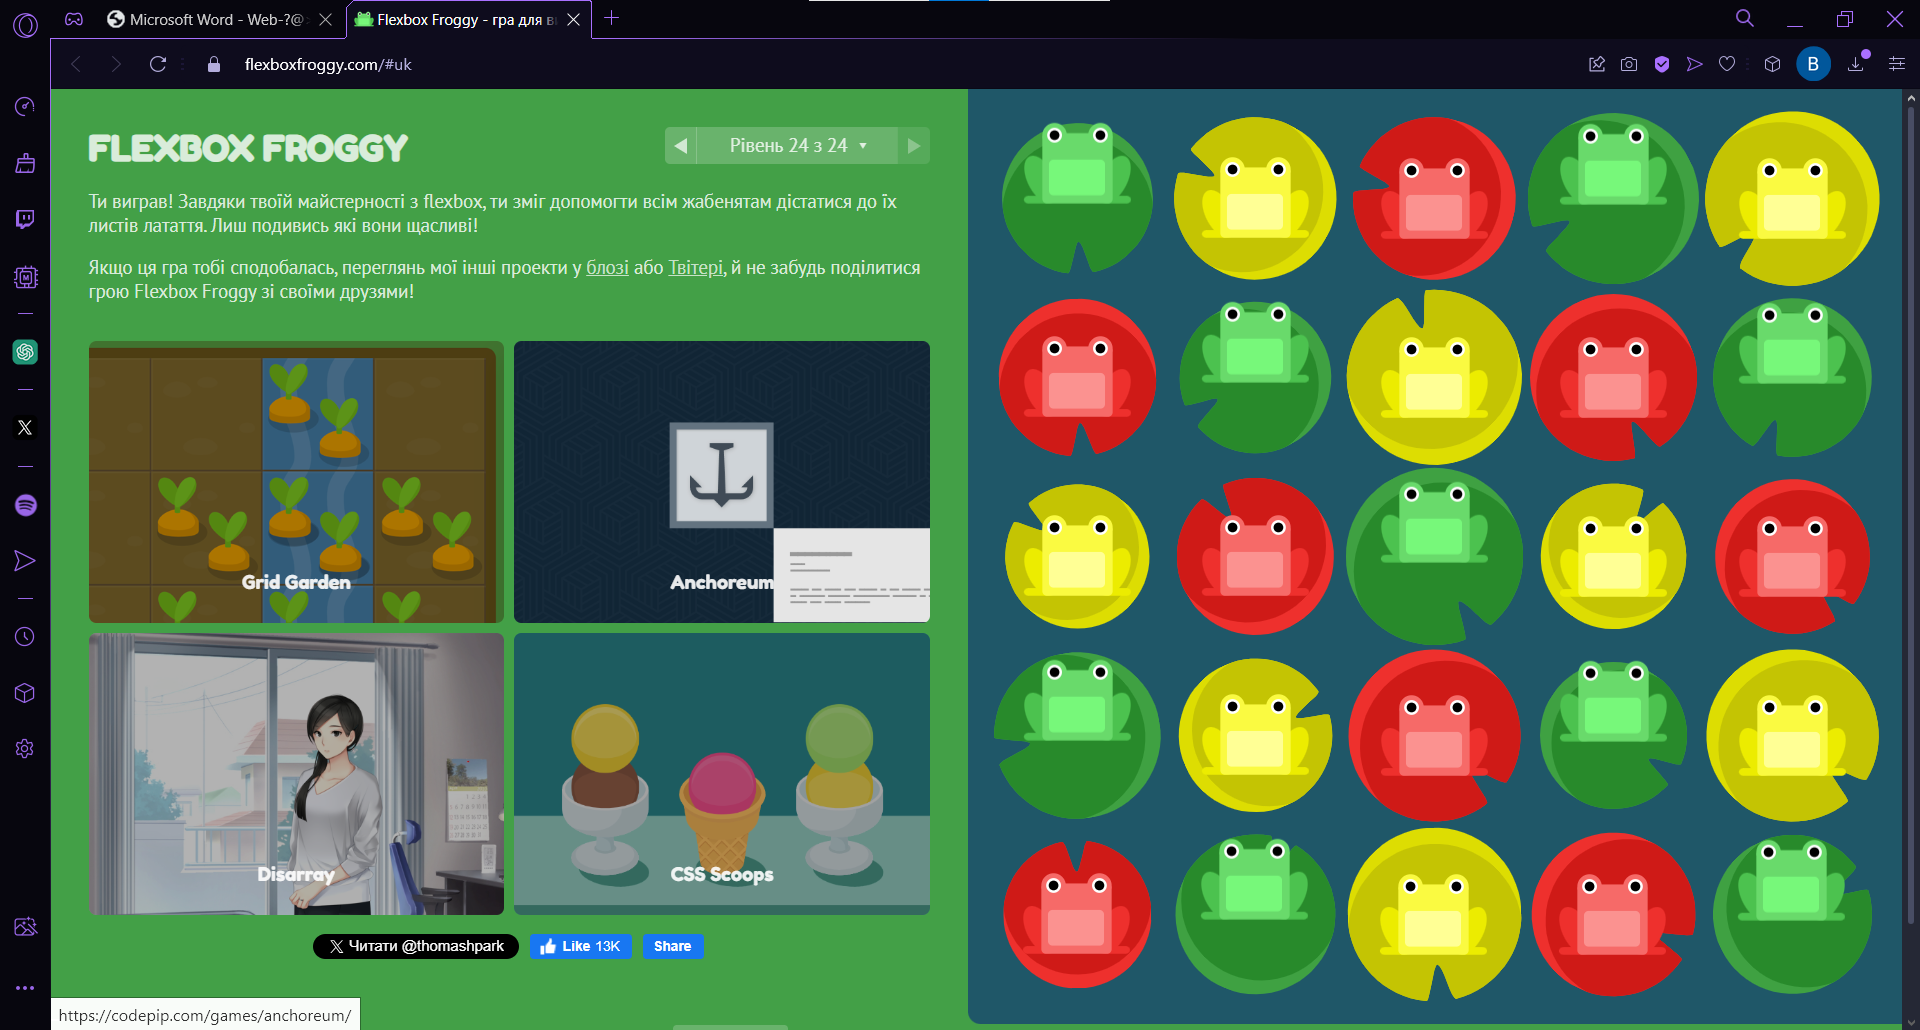 Microsoft Word - Web-?@
Flexbox Froggy - гра для ви
flexboxfroggy.com/#uk
B
FLEXBOX FROGGY
Рівень 24 з 24
Ти виграв! Завдяки твоїй майстерності з flexbox, ти зміг допомогти всім жабенятам дістатися до їх
листів латаття. Лиш подивись які вони щасливі!
Якщо ця гра тобі сподобалась, переглянь мої інші проекти у блозі або Твітері, й не забудь поділитися
грою Flexbox Froggy зі своїми друзями!
Grid Garden
Anchoreum
Disarray
CSS Scoops
Читати @thomashpark
Like 13K
Share
https://codepip.com/games/anchoreum/